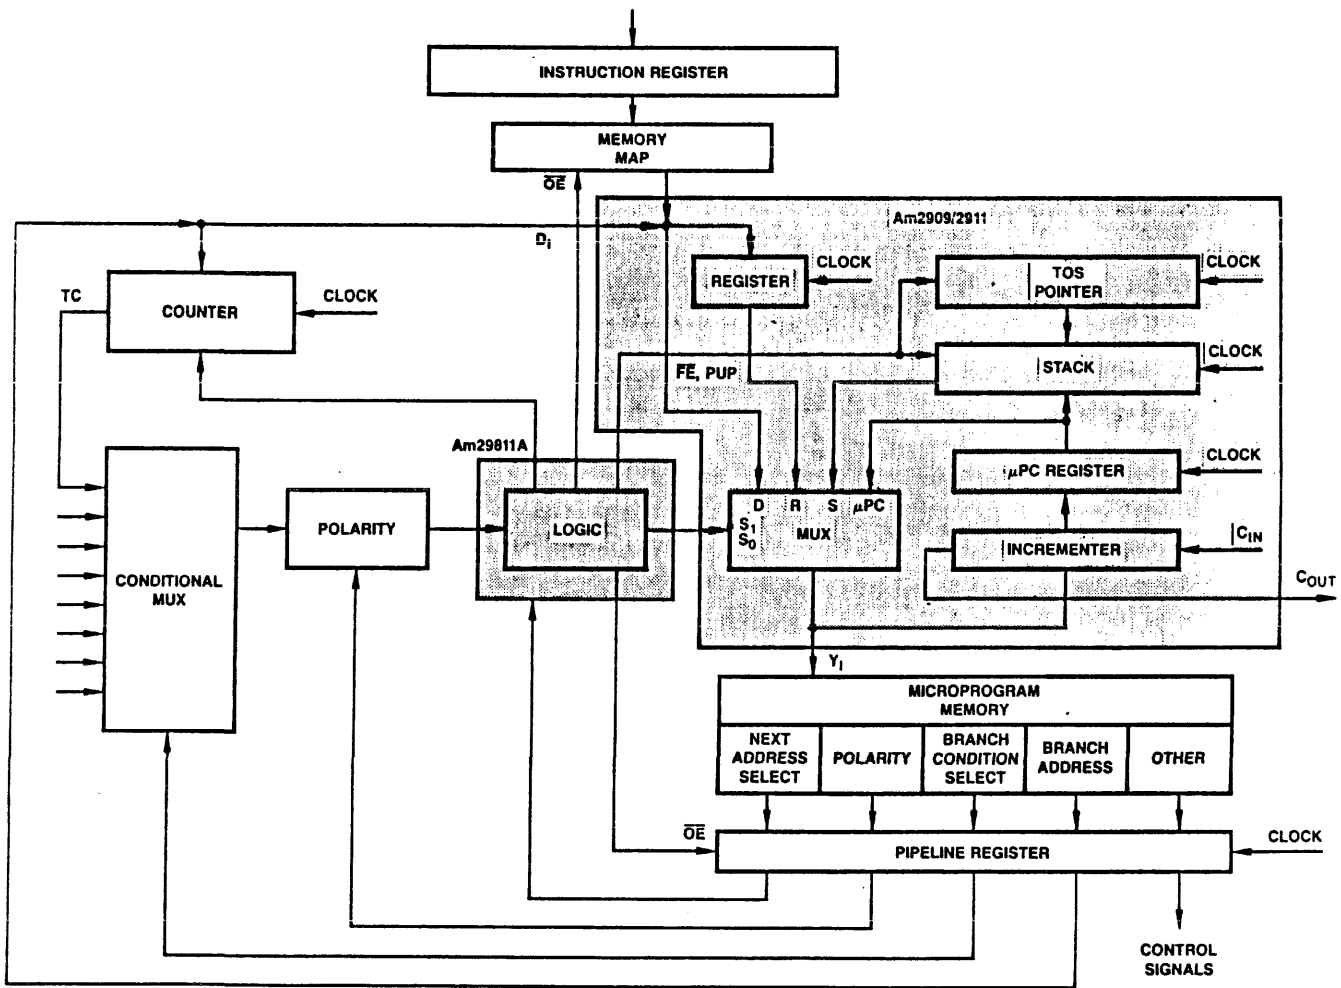 INSTRUCTION REGISTER
MEMORY
MAP
OE
Am2909/2911
Di
REGISTER
CLOCK
TOS
POINTER
CLOCK
TC
COUNTER
CLOCK
STACK
CLOCK
FE, PUP
Am29811A
µPC REGISTER
CLOCK
CONDITIONAL
MUX
POLARITY
LOGIC
D R S µPC
S1
S0
MUX
INCREMENTER
CIN
COUT
YI
MICROPROGRAM
MEMORY
NEXT
ADDRESS
SELECT
POLARITY
BRANCH
CONDITION
SELECT
BRANCH
ADDRESS
OTHER
OE
PIPELINE REGISTER
CLOCK
CONTROL
SIGNALS